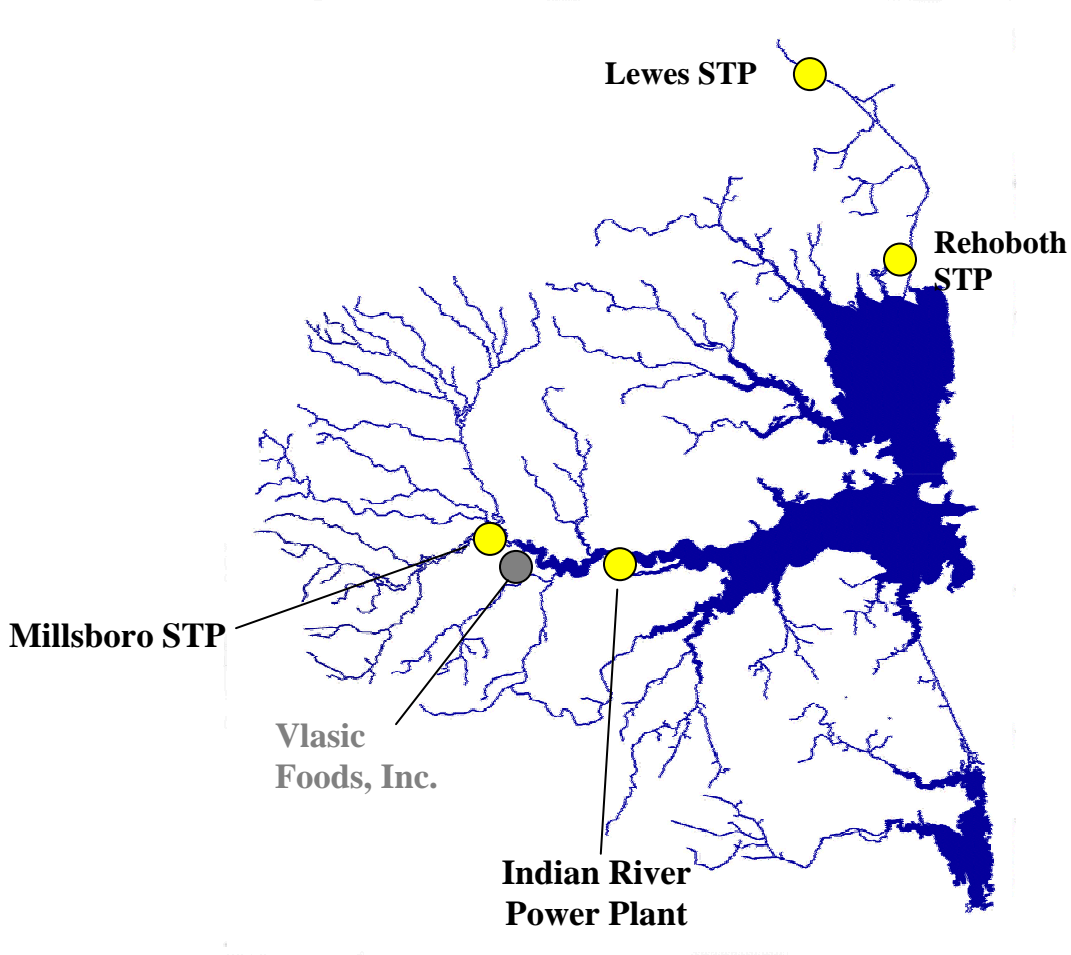 Lewes STP
Rehoboth
STP
Millsboro STP
Vlasic
Foods, Inc.
Indian River
Power Plant